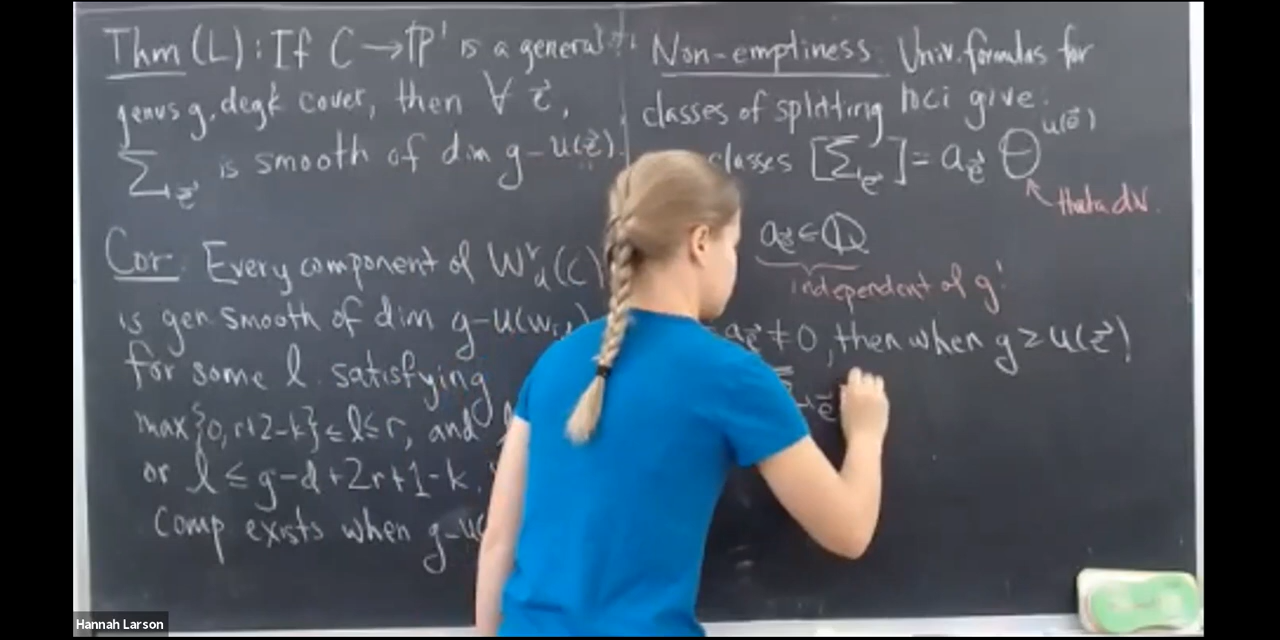 Thm (L): If C → ℙ¹ is a general
genus g, deg k cover, then ∀ e⃗,
Σ_e⃗ is smooth of dim g-u(e⃗).
Cor: Every component of Wʳ_d(C)
is gen. smooth of dim g-u(w
for some l satisfying
max{0, r+2-k} ≤ l ≤ r, and
or l ≤ g-d+2r+1-k.
Comp exists when g-u(
Non-emptiness: Univ. formulas for
classes of splitting loci give:
classes [Σ̄_e⃗] = a_e⃗ Θ^u(e⃗)
theta div.
a_e⃗ ∈ ℚ
independent of g!
a_e⃗ ≠ 0, then when g ≥ u(e⃗)
e⃗
Hannah Larson